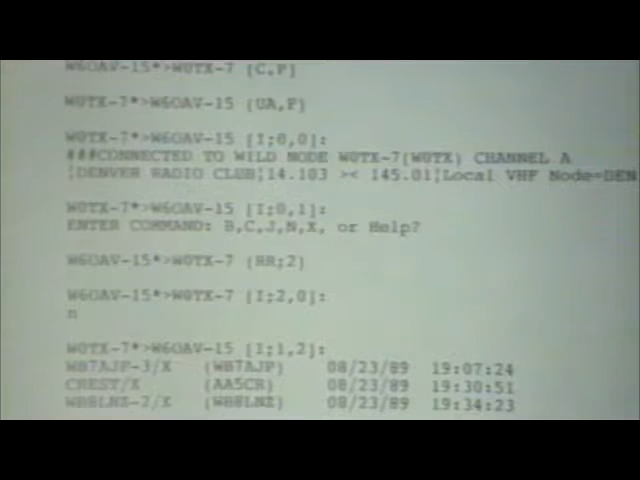 W6OAV-15*>W0TX-7 [C,P]
W0TX-7*>W6OAV-15 [UA,F]
W0TX-7*>W6OAV-15 [I;0,0]:
###CONNECTED TO WILD NODE W0TX-7(W0TX) CHANNEL A
¦DENVER RADIO CLUB¦14.103 >< 145.01¦Local VHF Node=DEN
W0TX-7*>W6OAV-15 [I;0,1]:
ENTER COMMAND: B,C,J,N,X, or Help?
W6OAV-15*>W0TX-7 [RR;2]
W6OAV-15*>W0TX-7 [I;2,0]:
n
W0TX-7*>W6OAV-15 [I;1,2]:
WB7AJP-3/X (WB7AJP) 08/23/89 19:07:24
CREST/X (AA5CR) 08/23/89 19:30:51
WB8LNZ-2/X (WB8LNZ) 08/23/89 19:34:23